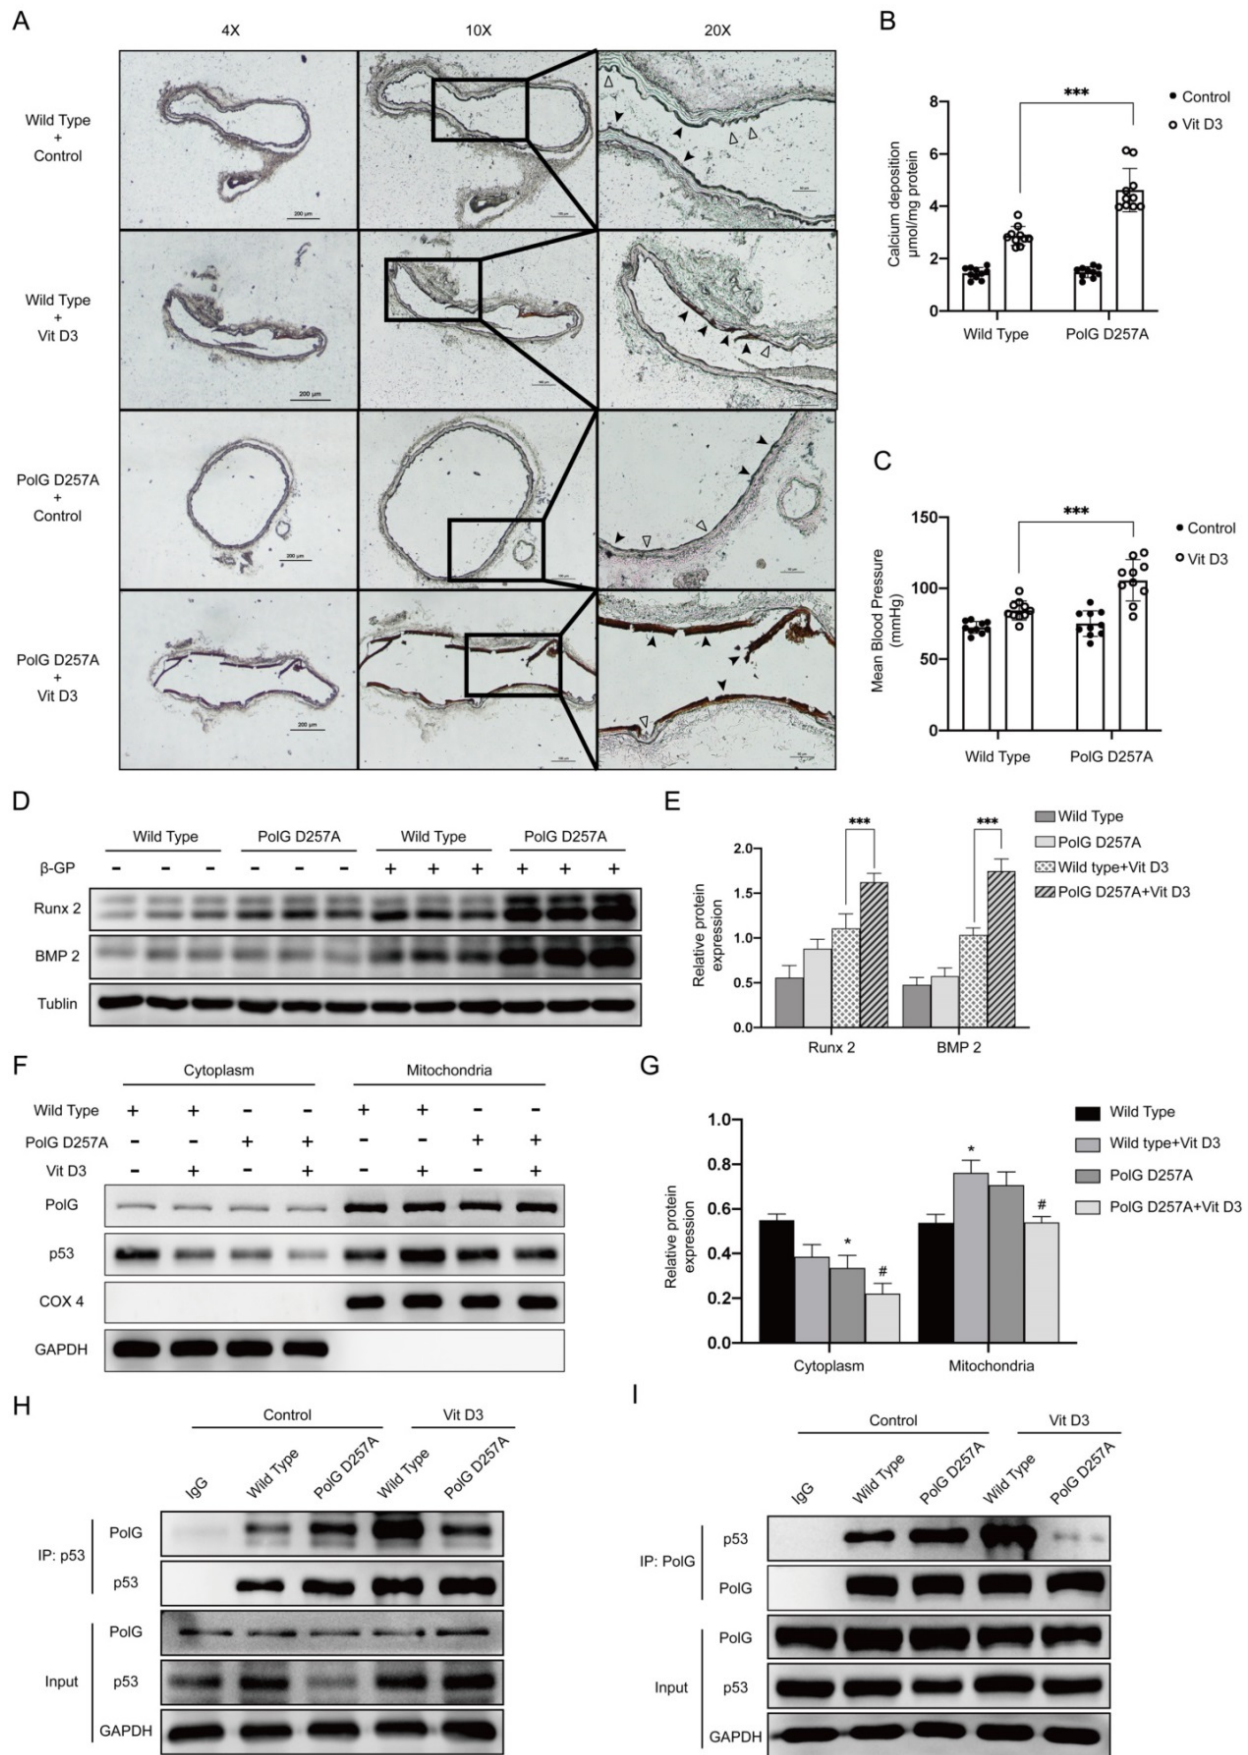 A
4X
10X
20X
Wild Type
+
Control
200 μm
Wild Type
+
Vit D3
200 μm
PolG D257A
+
Control
200 μm
PolG D257A
+
Vit D3
200 μm
B
Calcium deposition
μmol/mg protein
8
6
4
2
0
***
Control
Vit D3
Wild Type
PolG D257A
C
Mean Blood Pressure
(mmHg)
150
100
50
0
***
Control
Vit D3
Wild Type
PolG D257A
D
Wild Type PolG D257A Wild Type PolG D257A
β-GP - - - - - - + + + + + +
Runx 2
BMP 2
Tublin
E
Relative protein
expression
2.0
1.5
1.0
0.5
0.0
*** ***
Runx 2 BMP 2
Wild Type
PolG D257A
Wild type+Vit D3
PolG D257A+Vit D3
F
Cytoplasm Mitochondria
Wild Type + + - - + + - -
PolG D257A - - + + - - + +
Vit D3 - + - + - + - +
PolG
p53
COX 4
GAPDH
G
Relative protein
expression
1.0
0.8
0.6
0.4
0.2
0.0
* # * #
Cytoplasm Mitochondria
Wild Type
Wild type+Vit D3
PolG D257A
PolG D257A+Vit D3
H
Control Vit D3
IgG Wild Type PolG D257A Wild Type PolG D257A
IP: p53
PolG
p53
Input
PolG
p53
GAPDH
I
Control Vit D3
IgG Wild Type PolG D257A Wild Type PolG D257A
IP: PolG
p53
PolG
Input
PolG
p53
GAPDH